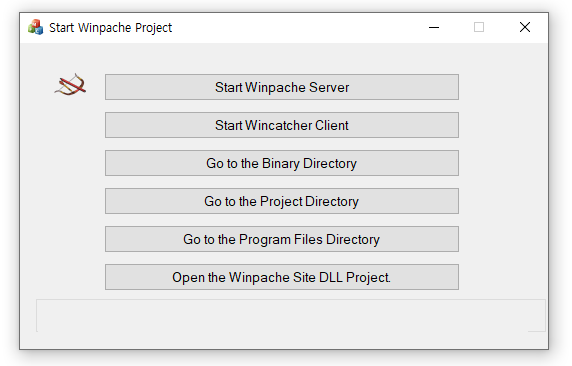 Start Winpache Project
Start Winpache Server
Start Wincatcher Client
Go to the Binary Directory
Go to the Project Directory
Go to the Program Files Directory
Open the Winpache Site DLL Project.